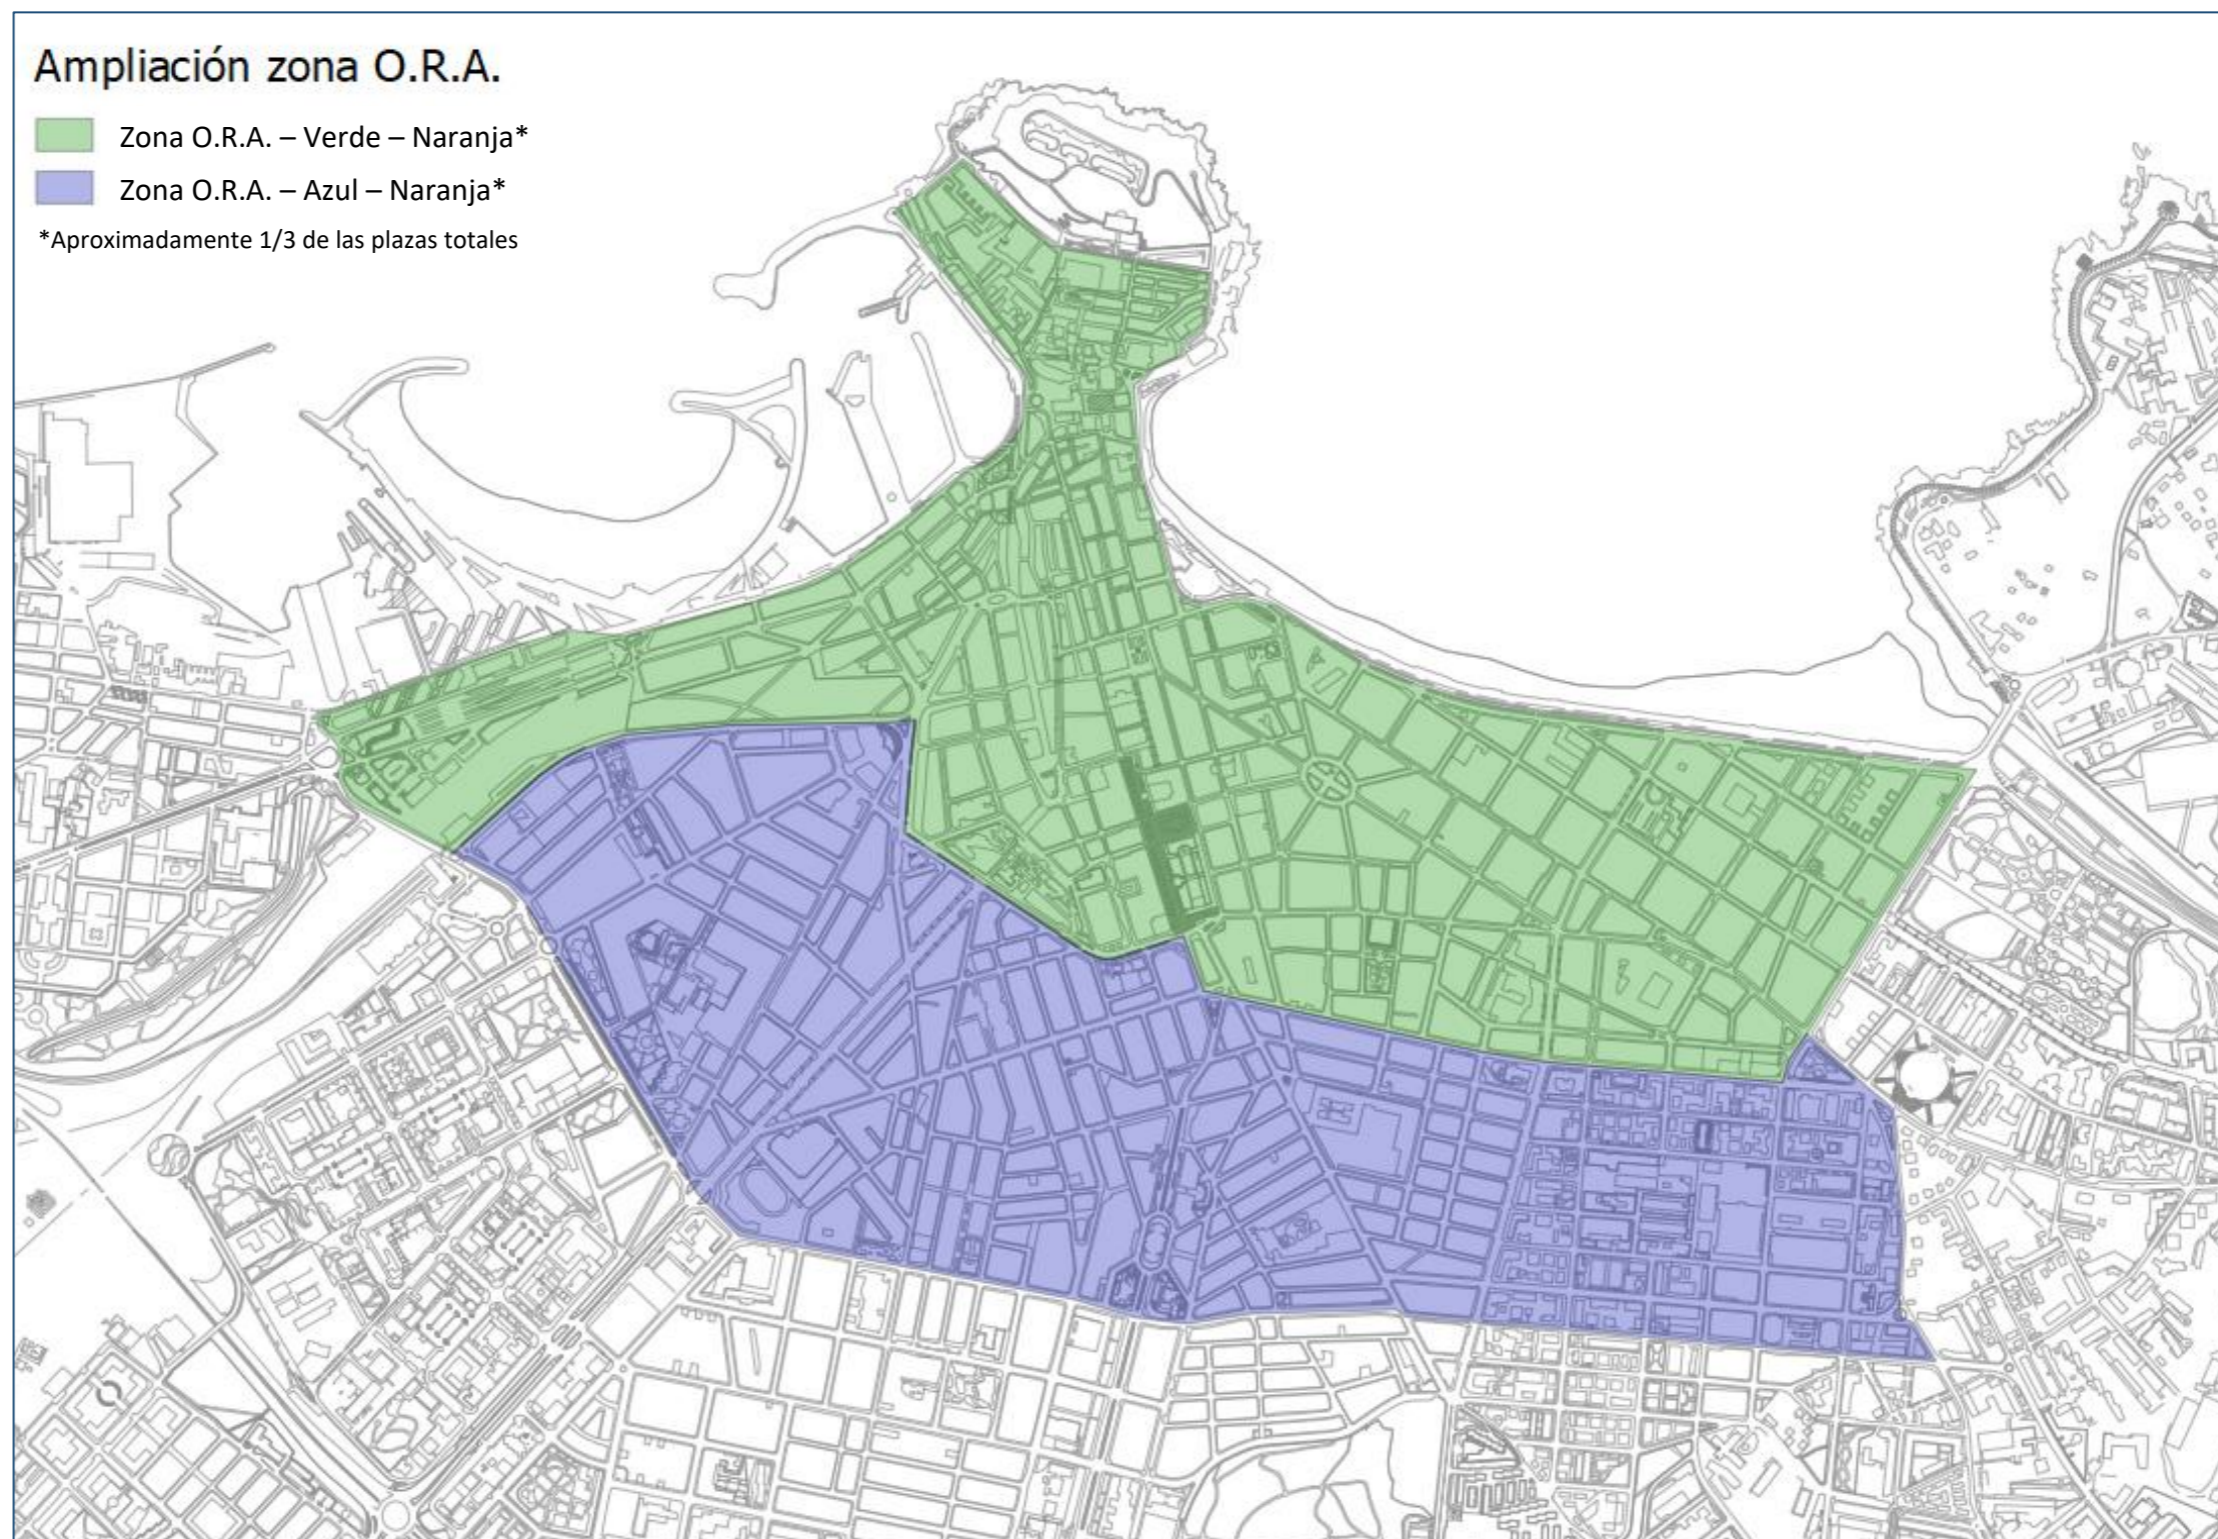 Ampliación zona O.R.A.
Zona O.R.A. – Verde – Naranja*
Zona O.R.A. – Azul – Naranja*
*Aproximadamente 1/3 de las plazas totales